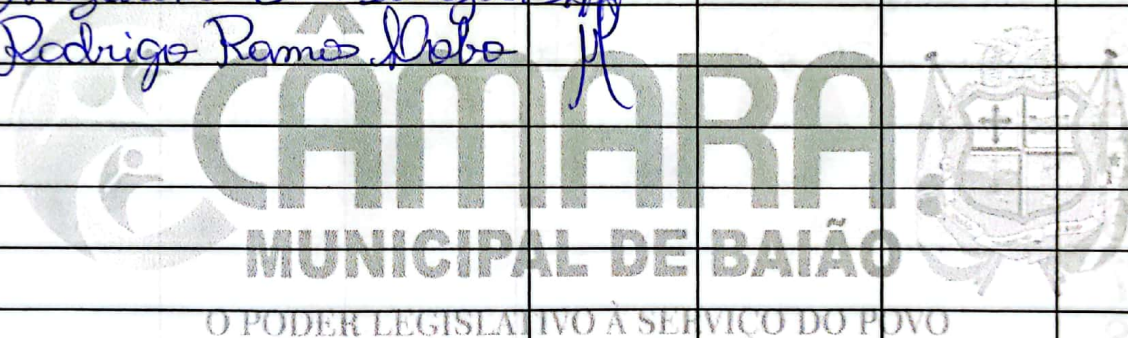 Rodrigo Ramos Lobo
CÂMARA
MUNICIPAL DE BAIÃO
O PODER LEGISLATIVO À SERVIÇO DO POVO